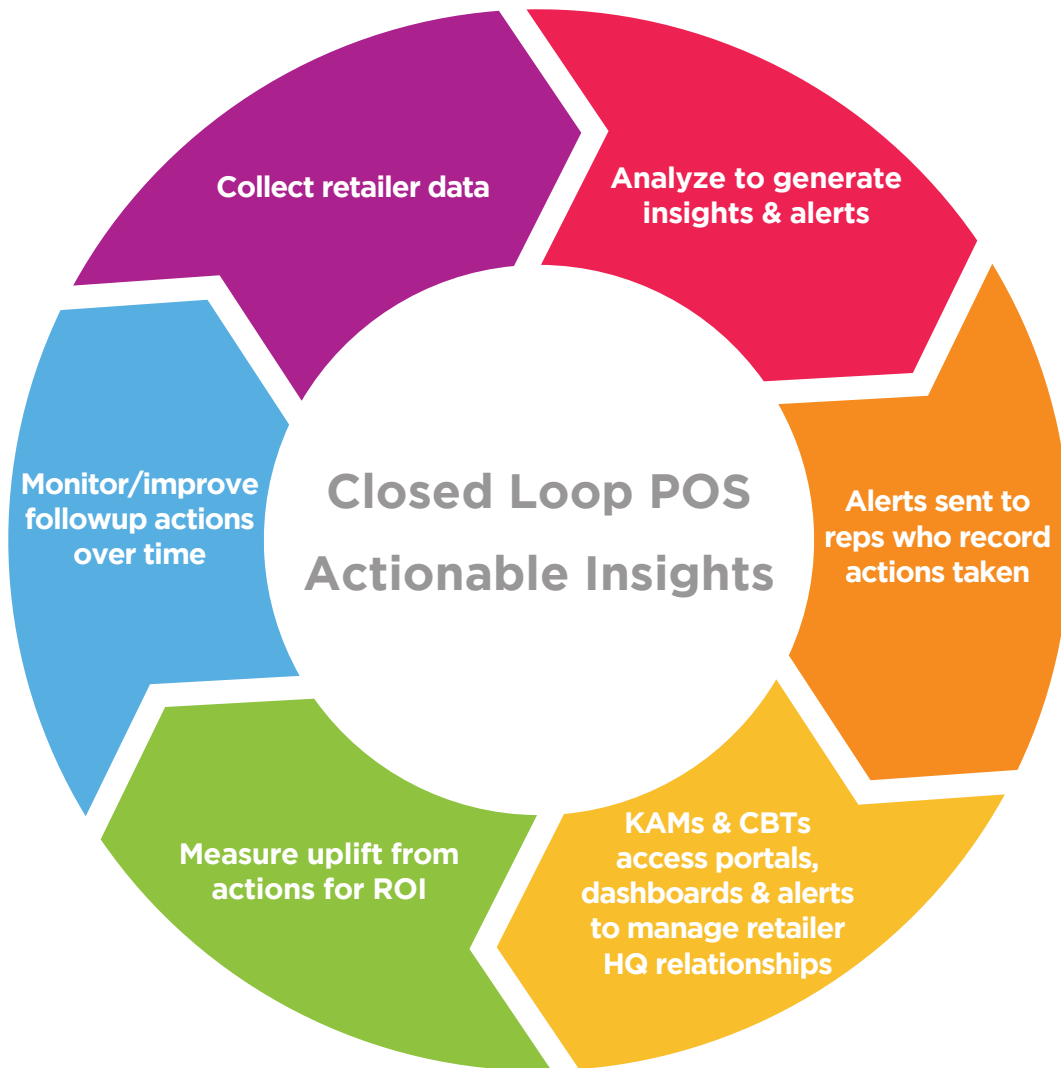 Collect retailer data
Analyze to generate
insights & alerts
Alerts sent to
reps who record
actions taken
KAMs & CBTs
access portals,
dashboards & alerts
to manage retailer
HQ relationships
Measure uplift from
actions for ROI
Monitor/improve
followup actions
over time
Closed Loop POS
Actionable Insights